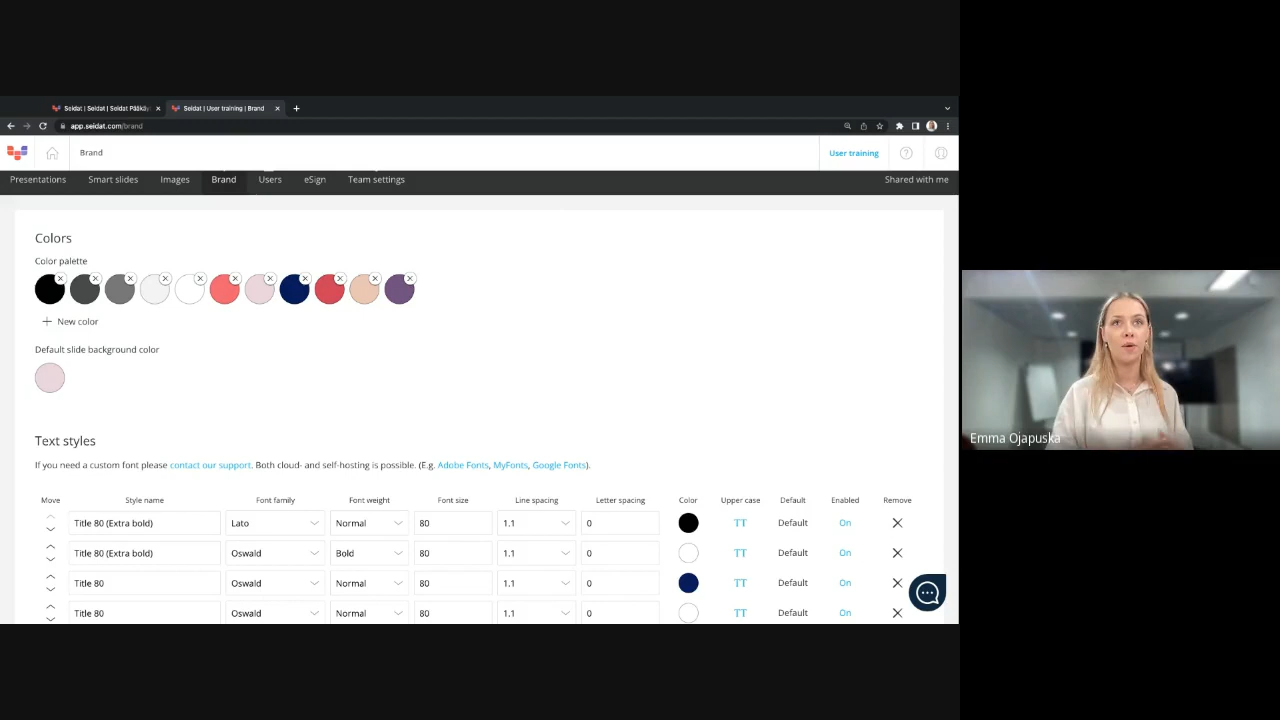 Seidat | Seidat | Seidat Pääkäy
Seidat | User training | Brand
app.seidat.com/brand
Brand
User training
Presentations Smart slides Images Brand Users eSign Team settings Shared with me
Colors
Color palette
New color
Default slide background color
Text styles
If you need a custom font please contact our support. Both cloud- and self-hosting is possible. (E.g. Adobe Fonts, MyFonts, Google Fonts).
Move Style name Font family Font weight Font size Line spacing Letter spacing Color Upper case Default Enabled Remove
Title 80 (Extra bold) Lato Normal 80 1.1 0 TT Default On
Title 80 (Extra bold) Oswald Bold 80 1.1 0 TT Default On
Title 80 Oswald Normal 80 1.1 0 TT Default On
Title 80 Oswald Normal 80 1.1 0 TT Default On
Emma Ojapuska